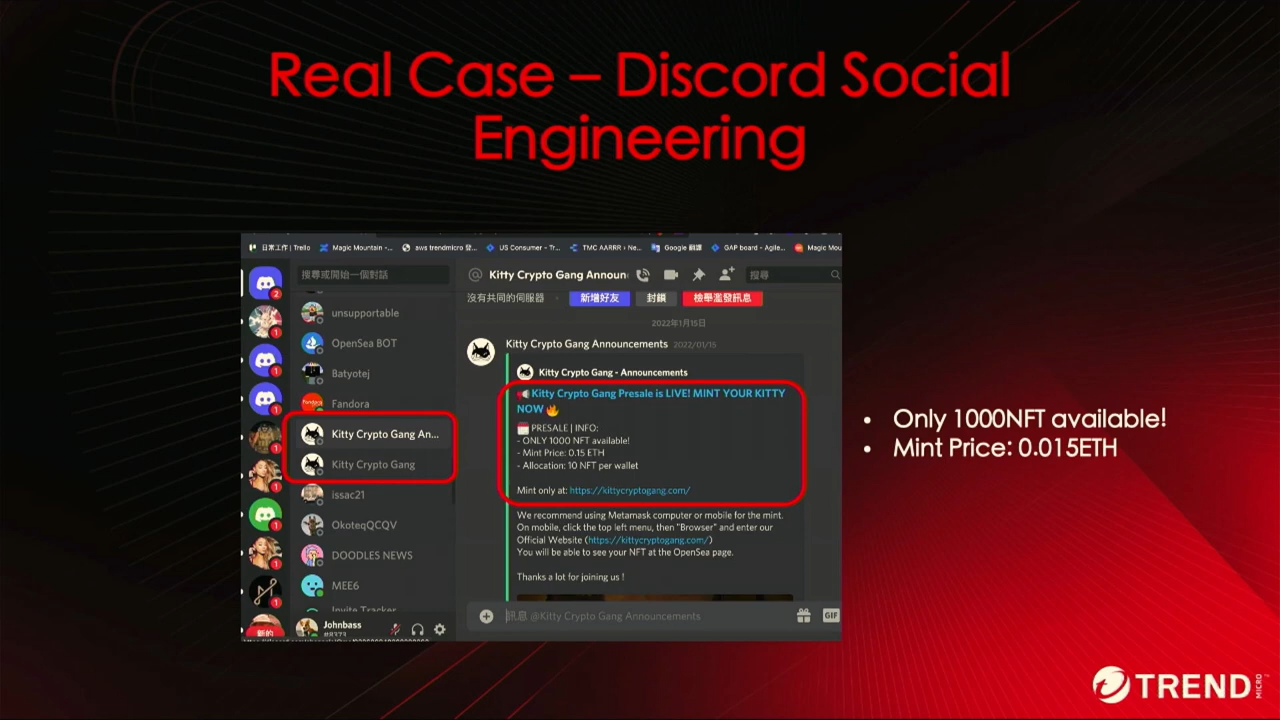 Real Case – Discord Social
Engineering
日常工作 | Trello
Magic Mountain -...
aws trendmicro 登...
US Consumer – Tr...
TMC AARRR › Ne...
Google 翻譯
GAP board - Agile...
Magic Mou
搜尋或開始一個對話
Kitty Crypto Gang Announ
搜尋
沒有共同的伺服器
新增好友
封鎖
檢舉濫發訊息
unsupportable
OpenSea BOT
Batyotej
Fandora
Kitty Crypto Gang An...
Kitty Crypto Gang
issac21
OkoteqQCQV
DOODLES NEWS
MEE6
Invite Tracker
2022年1月15日
Kitty Crypto Gang Announcements 2022/01/15
Kitty Crypto Gang - Announcements
Kitty Crypto Gang Presale is LIVE! MINT YOUR KITTY
NOW
PRESALE | INFO:
- ONLY 1000 NFT available!
- Mint Price: 0.15 ETH
- Allocation: 10 NFT per wallet
Mint only at: https://kittycryptogang.com/
We recommend using Metamask computer or mobile for the mint.
On mobile, click the top left menu, then "Browser" and enter our
Official Website (https://kittycryptogang.com/)
You will be able to see your NFT at the OpenSea page.
Thanks a lot for joining us !
訊息 @Kitty Crypto Gang Announcements
GIF
新的
Johnbass
#8373
• Only 1000NFT available!
• Mint Price: 0.015ETH
TREND
MICRO